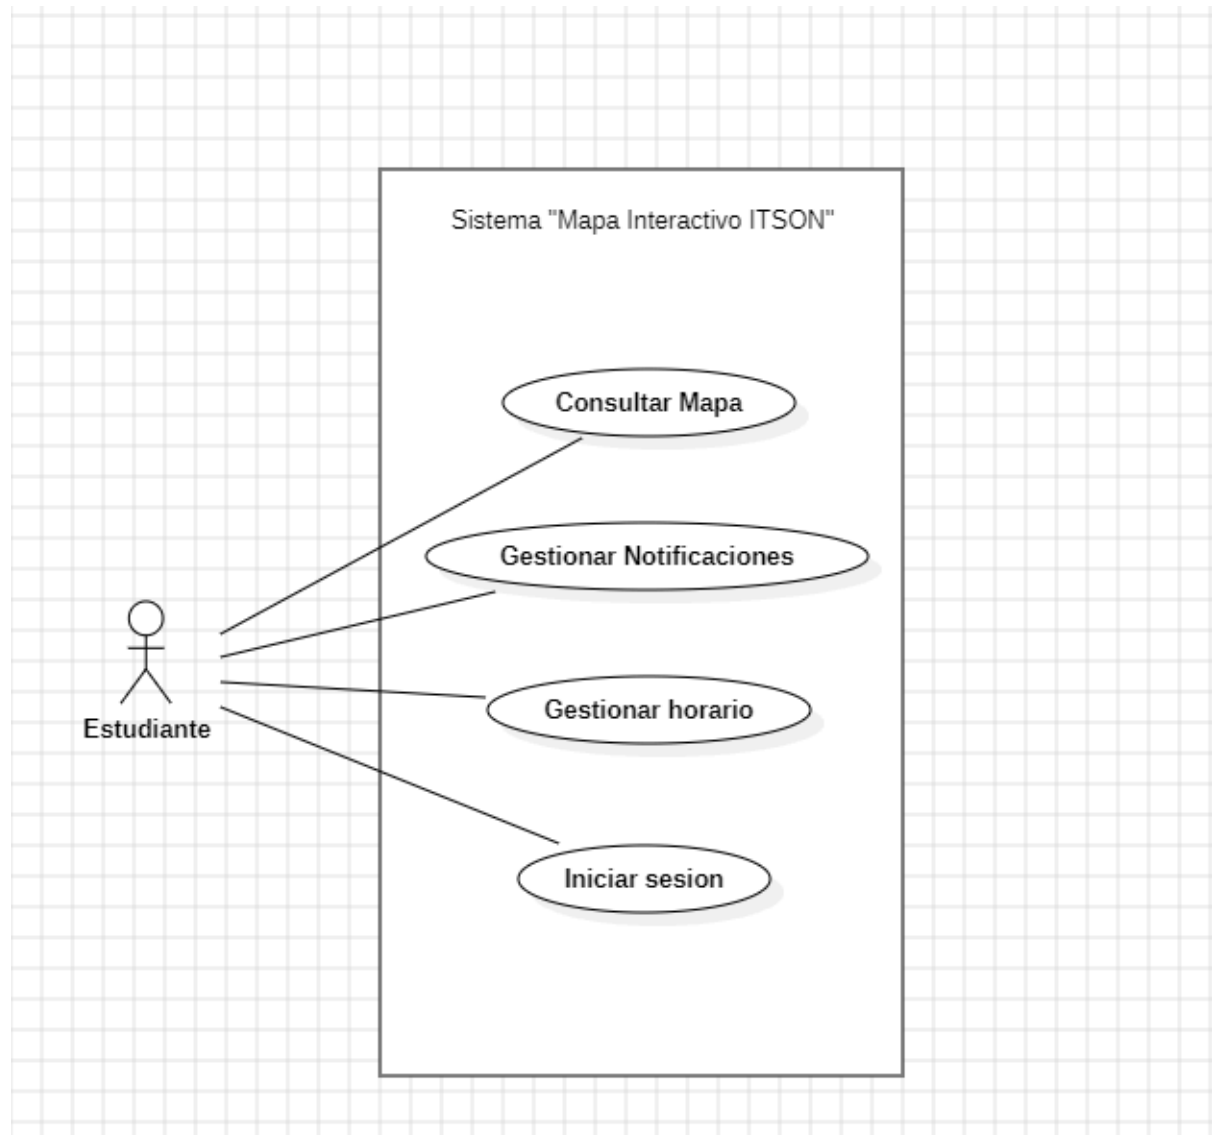 Sistema "Mapa Interactivo ITSON"
Consultar Mapa
Gestionar Notificaciones
Gestionar horario
Estudiante
Iniciar sesion